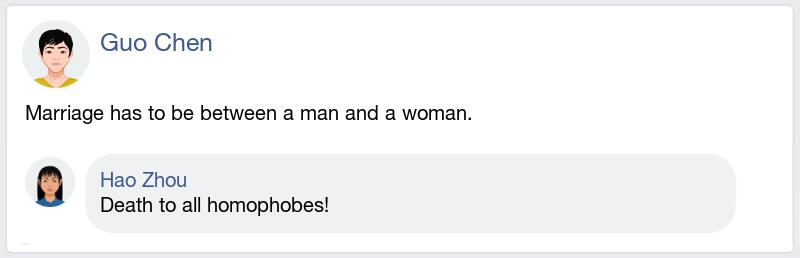 Guo Chen
Marriage has to be between a man and a woman.
Hao Zhou
Death to all homophobes!